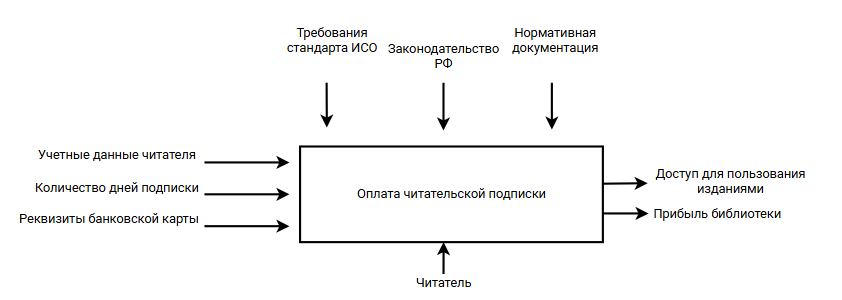 Требования
стандарта ИСО
Законодательство
РФ
Нормативная
документация
Учетные данные читателя
Количество дней подписки
Реквизиты банковской карты
Оплата читательской подписки
Доступ для пользования
изданиями
Прибыль библиотеки
Читатель